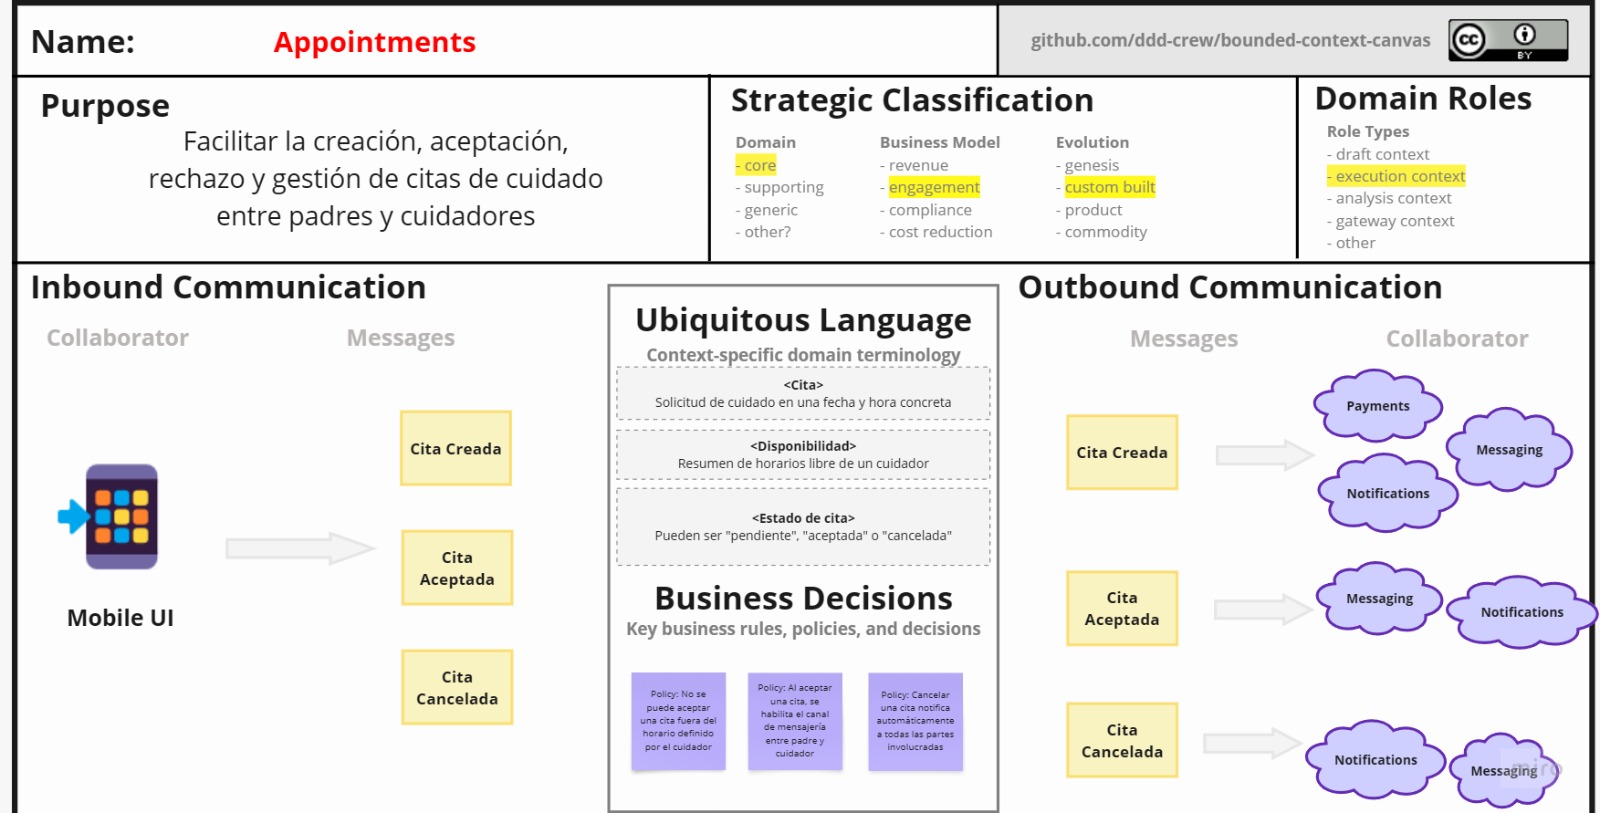 Name:
Appointments
github.com/ddd-crew/bounded-context-canvas
cc
BY
Purpose
Facilitar la creación, aceptación,
rechazo y gestión de citas de cuidado
entre padres y cuidadores
Strategic Classification
Domain
- core
- supporting
- generic
- other?
Business Model
- revenue
- engagement
- compliance
- cost reduction
Evolution
- genesis
- custom built
- product
- commodity
Domain Roles
Role Types
- draft context
- execution context
- analysis context
- gateway context
- other
Inbound Communication
Collaborator
Messages
Mobile UI
Cita Creada
Cita
Aceptada
Cita
Cancelada
Ubiquitous Language
Context-specific domain terminology
<Cita>
Solicitud de cuidado en una fecha y hora concreta
<Disponibilidad>
Resumen de horarios libre de un cuidador
<Estado de cita>
Pueden ser "pendiente", "aceptada" o "cancelada"
Business Decisions
Key business rules, policies, and decisions
Policy: No se
puede aceptar
una cita fuera del
horario definido
por el cuidador
Policy: Al aceptar
una cita, se
habilita el canal
de mensajería
entre padre y
cuidador
Policy: Cancelar
una cita notifica
automáticamente
a todas las partes
involucradas
Outbound Communication
Messages
Collaborator
Cita Creada
Payments
Messaging
Notifications
Cita
Aceptada
Messaging
Notifications
Cita
Cancelada
Notifications
Messaging
miro